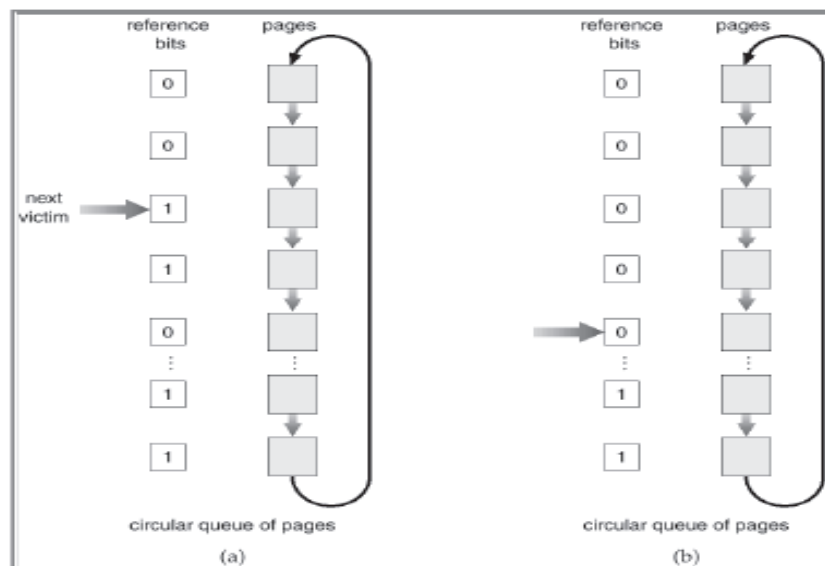 reference bits
pages
0
0
next victim
1
1
0
⋮
⋮
1
1
circular queue of pages
(a)
reference bits
pages
0
0
0
0
0
⋮
⋮
1
1
circular queue of pages
(b)